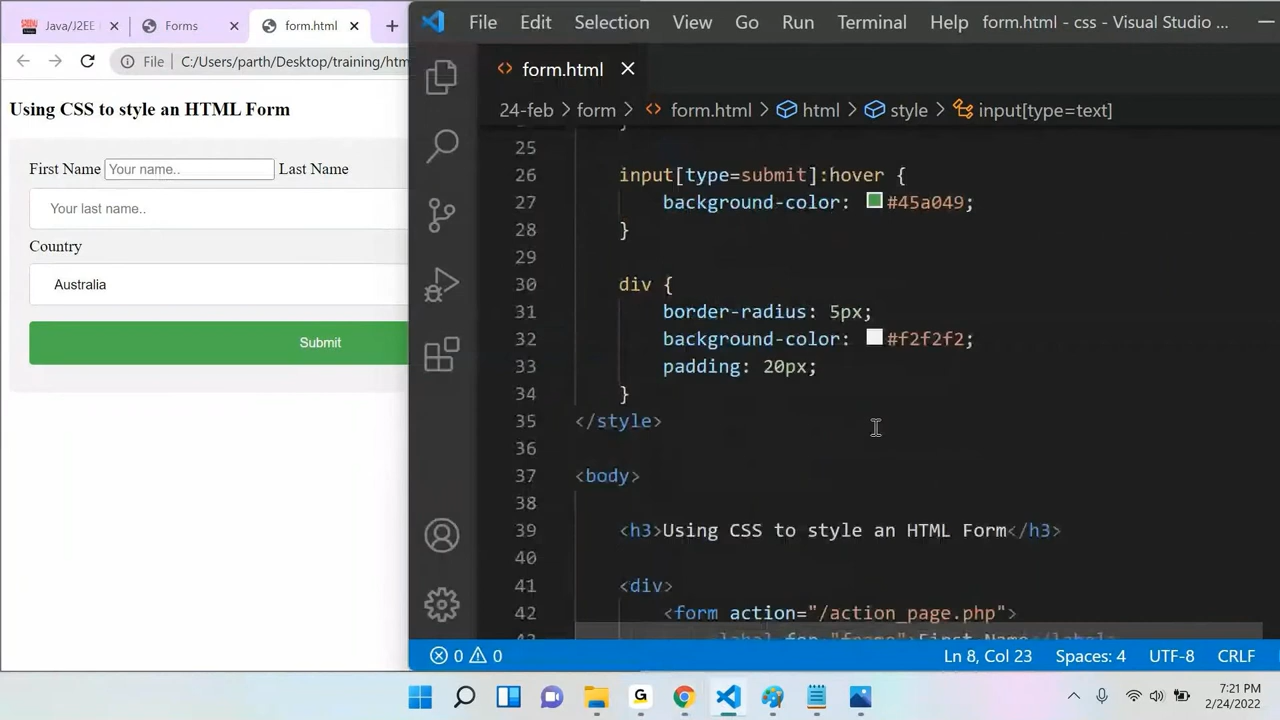 Java/J2EE
Forms
form.html
File C:/Users/parth/Desktop/training/htm
Using CSS to style an HTML Form
First Name Your name.. Last Name
Your last name..
Country
Australia
Submit
File Edit Selection View Go Run Terminal Help form.html - css - Visual Studio ...
form.html
24-feb > form > form.html > html > style > input[type=text]
25
26 input[type=submit]:hover {
27 background-color: #45a049;
28 }
29
30 div {
31 border-radius: 5px;
32 background-color: #f2f2f2;
33 padding: 20px;
34 }
35 </style>
36
37 <body>
38
39 <h3>Using CSS to style an HTML Form</h3>
40
41 <div>
42 <form action="/action_page.php">
0 0 Ln 8, Col 23 Spaces: 4 UTF-8 CRLF
7:21 PM
2/24/2022